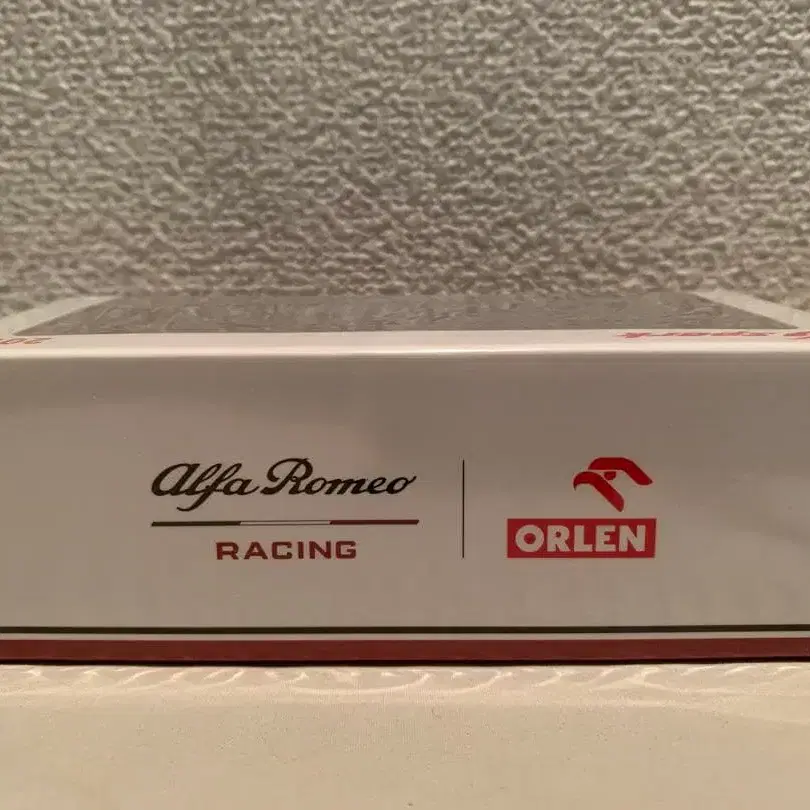 Alfa Romeo
RACING
ORLEN